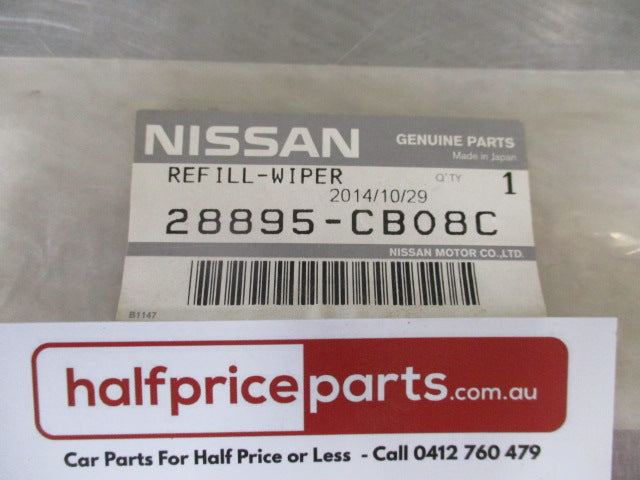 NISSAN GENUINE PARTS
Made in Japan
REFILL-WIPER Q'TY 1
2014/10/29
28895-CB08C
NISSAN MOTOR CO.,LTD.
B1147
halfpriceparts.com.au
Car Parts For Half Price or Less - Call 0412 760 479